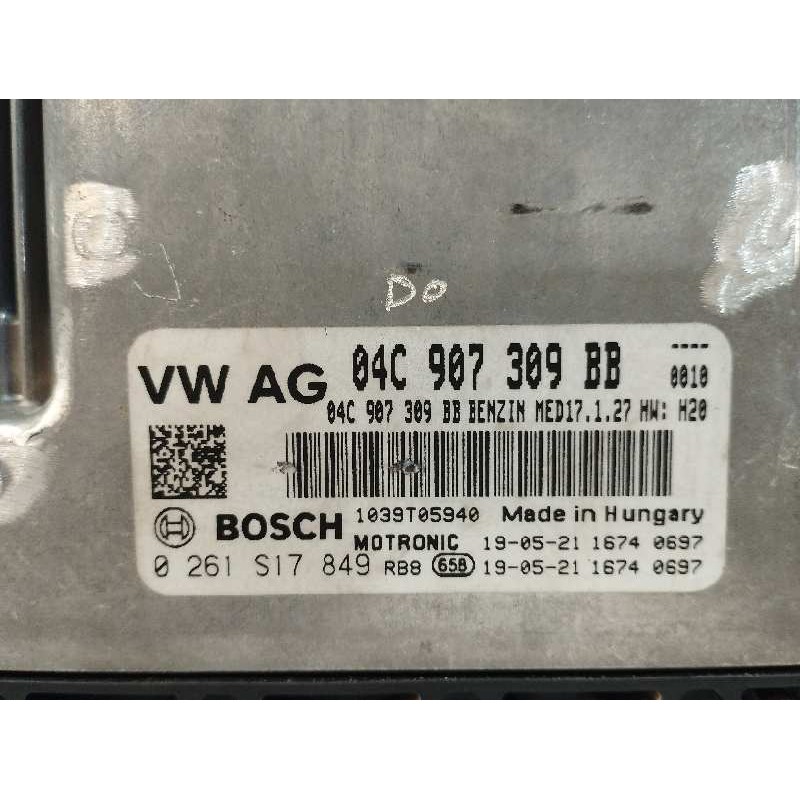 DO
VW AG 04C 907 309 BB ----
0010
04C 907 309 BB BENZIN MED17.1.27 HW: H20
BOSCH 1039T05940 Made in Hungary
MOTRONIC 19-05-21 1674 0697
0 261 S17 849 RB8 658 19-05-21 1674 0697